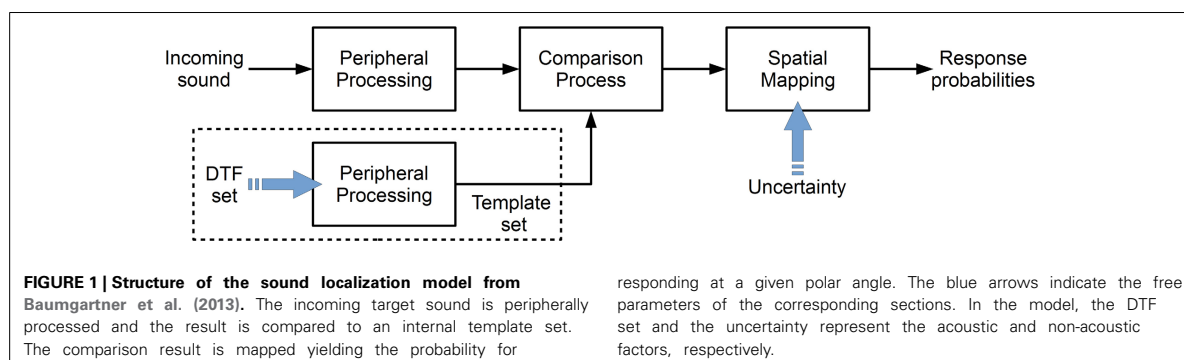 Incoming
sound
Peripheral
Processing
Comparison
Process
Spatial
Mapping
Response
probabilities
DTF
set
Peripheral
Processing
Template
set
Uncertainty
FIGURE 1 | Structure of the sound localization model from
Baumgartner et al. (2013). The incoming target sound is peripherally
processed and the result is compared to an internal template set.
The comparison result is mapped yielding the probability for
responding at a given polar angle. The blue arrows indicate the free
parameters of the corresponding sections. In the model, the DTF
set and the uncertainty represent the acoustic and non-acoustic
factors, respectively.